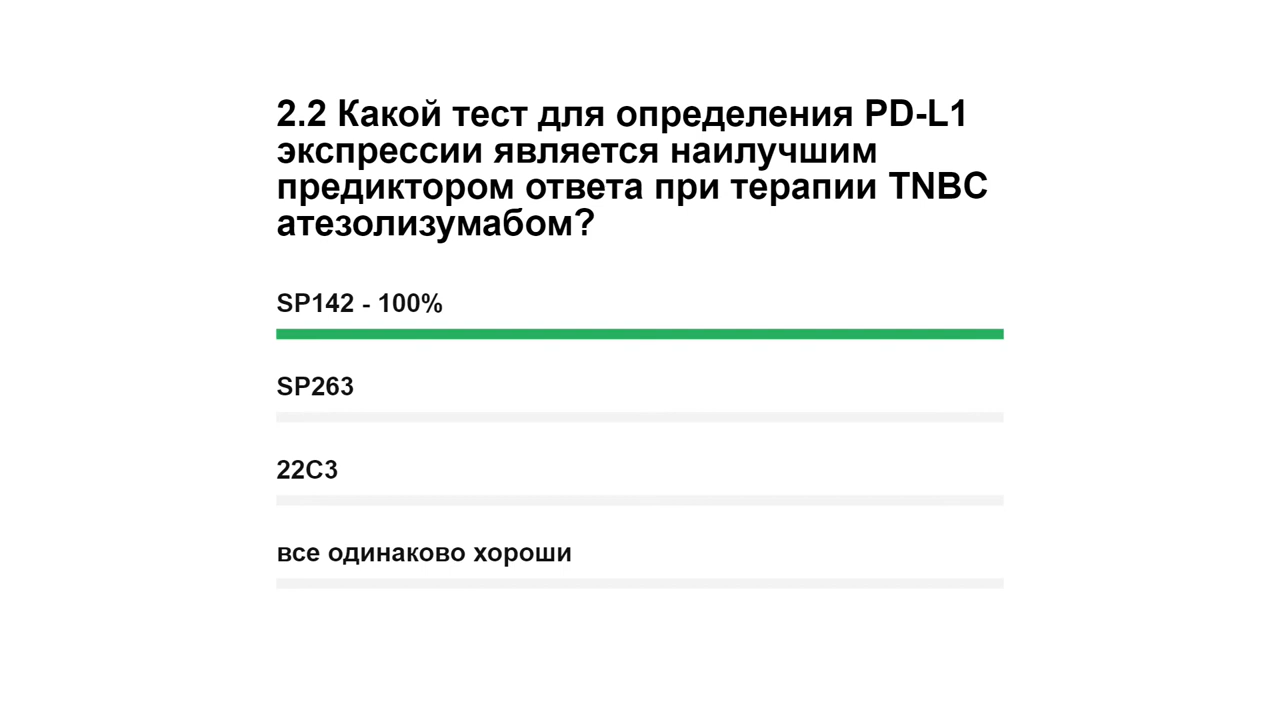 2.2 Какой тест для определения PD-L1
экспрессии является наилучшим
предиктором ответа при терапии TNBC
атезолизумабом?
SP142 - 100%
SP263
22C3
все одинаково хороши